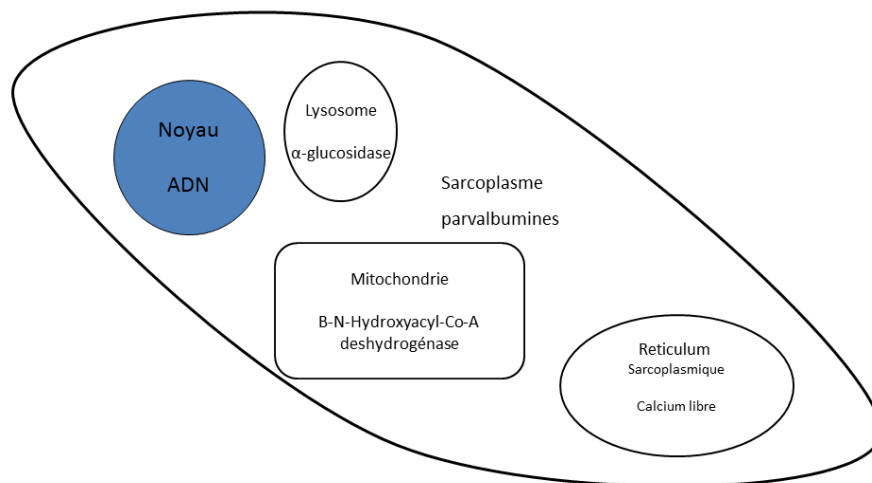 Noyau
ADN
Lysosome
α-glucosidase
Sarcoplasme
parvalbumines
Mitochondrie
B-N-Hydroxyacyl-Co-A
deshydrogénase
Reticulum
Sarcoplasmique
Calcium libre